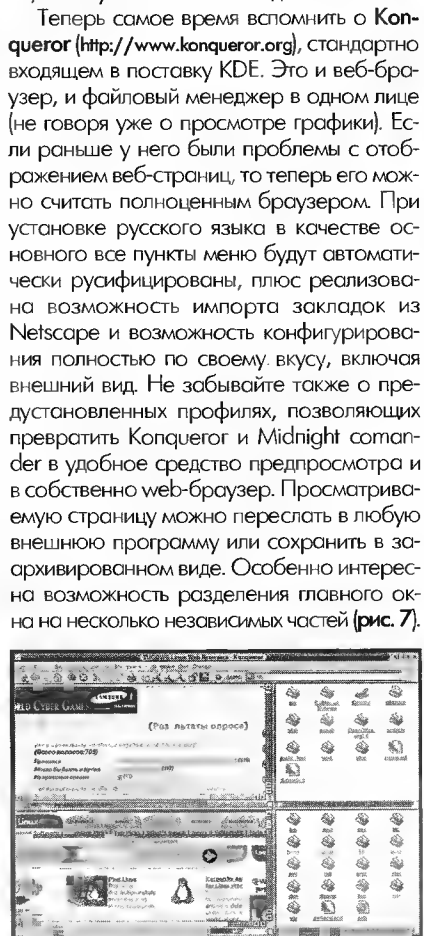 Теперь самое время вспомнить о Kon-
queror (http://www.konqueror.org), стандартно
входящем в поставку KDE. Это и веб-бра-
узер, и файловый менеджер в одном лице
(не говоря уже о просмотре графики). Ес-
ли раньше у него были проблемы с отоб-
ражением веб-страниц, то теперь его мож-
но считать полноценным браузером. При
установке русского языка в качестве ос-
новного все пункты меню будут автомати-
чески русифицированы, плюс реализова-
на возможность импорта закладок из
Netscape и возможность конфигурирова-
ния полностью по своему вкусу, включая
внешний вид. Не забывайте также о пре-
дустановленных профилях, позволяющих
превратить Konqueror и Midnight coman-
der в удобное средство предпросмотра и
в собственно web-браузер. Просматрива-
емую страницу можно переслать в любую
внешнюю программу или сохранить в за-
архивированном виде. Особенно интерес-
на возможность разделения главного ок-
на на несколько независимых частей (рис. 7).
CYBER GAMES
SAMSUNG
опроса)
Linux